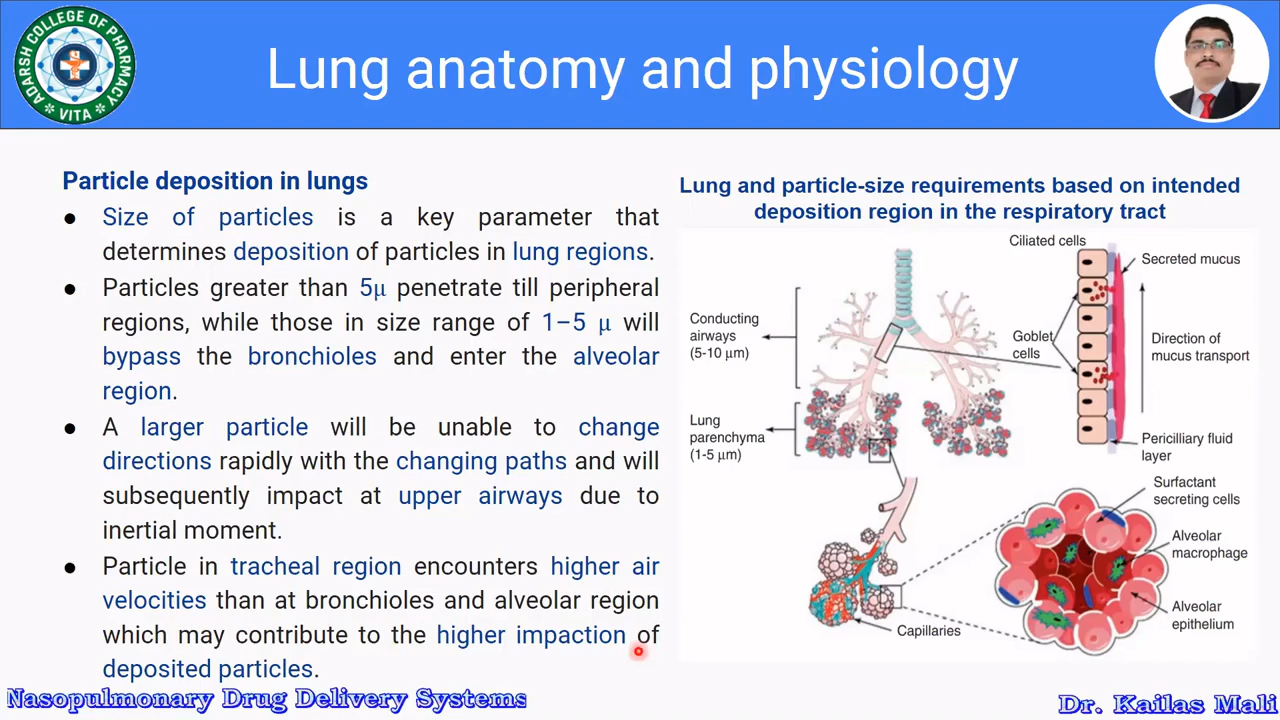 ADARSH COLLEGE OF PHARMACY
VITA
Lung anatomy and physiology
Particle deposition in lungs
● Size of particles is a key parameter that
determines deposition of particles in lung regions.
● Particles greater than 5μ penetrate till peripheral
regions, while those in size range of 1–5 μ will
bypass the bronchioles and enter the alveolar
region.
● A larger particle will be unable to change
directions rapidly with the changing paths and will
subsequently impact at upper airways due to
inertial moment.
● Particle in tracheal region encounters higher air
velocities than at bronchioles and alveolar region
which may contribute to the higher impaction of
deposited particles.
Lung and particle-size requirements based on intended
deposition region in the respiratory tract
Ciliated cells
Secreted mucus
Conducting
airways
(5-10 μm)
Goblet
cells
Direction of
mucus transport
Lung
parenchyma
(1-5 μm)
Pericilliary fluid
layer
Surfactant
secreting cells
Alveolar
macrophage
Alveolar
epithelium
Capillaries
Nasopulmonary Drug Delivery Systems
Dr. Kailas Mali